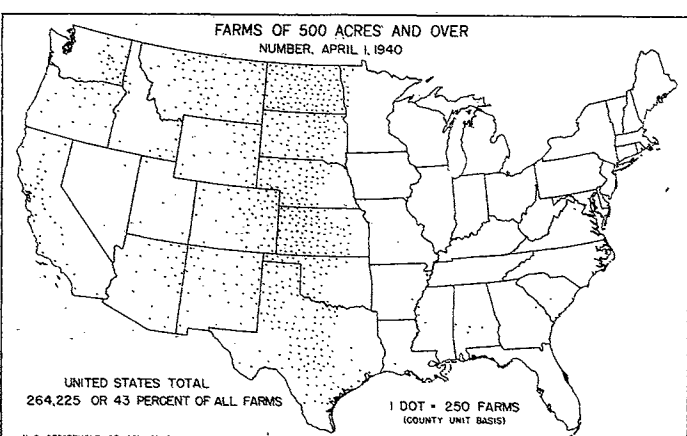 FARMS OF 500 ACRES AND OVER
NUMBER, APRIL 1, 1940
UNITED STATES TOTAL
264,225 OR 43 PERCENT OF ALL FARMS
1 DOT = 250 FARMS
(COUNTY UNIT BASIS)